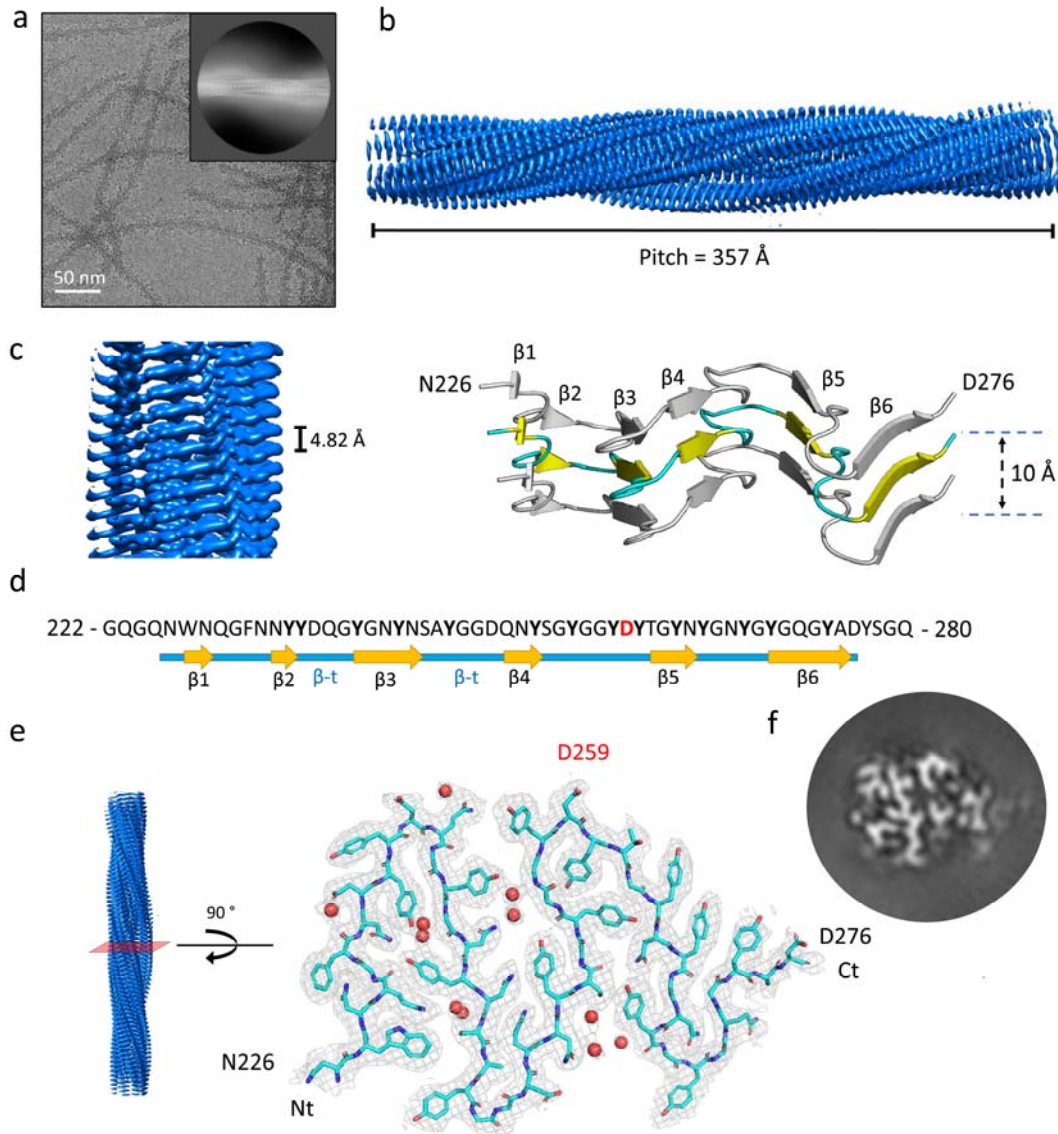 a
50 nm
b
Pitch = 357 Å
c
4.82 Å
N226
β1
β2
β3
β4
β5
β6
D276
10 Å
d
222 - GQGQNWNQGFNNYYDQGYGNYNSAYGGDQNYSGYGGYDYTGYNYGNYGYGQGYADYSGQ - 280
β1
β2
β-t
β3
β-t
β4
β5
β6
e
90 °
D259
N226
Nt
D276
Ct
f